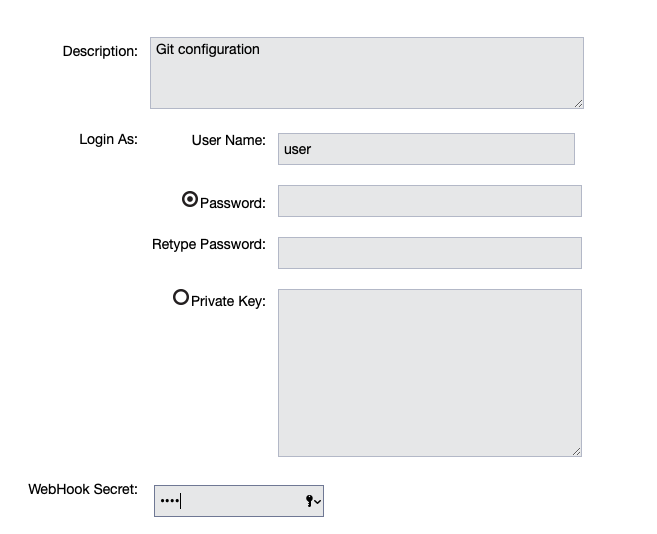 Description:
Git configuration
Login As:
User Name:
user
Password:
Retype Password:
Private Key:
WebHook Secret:
••••